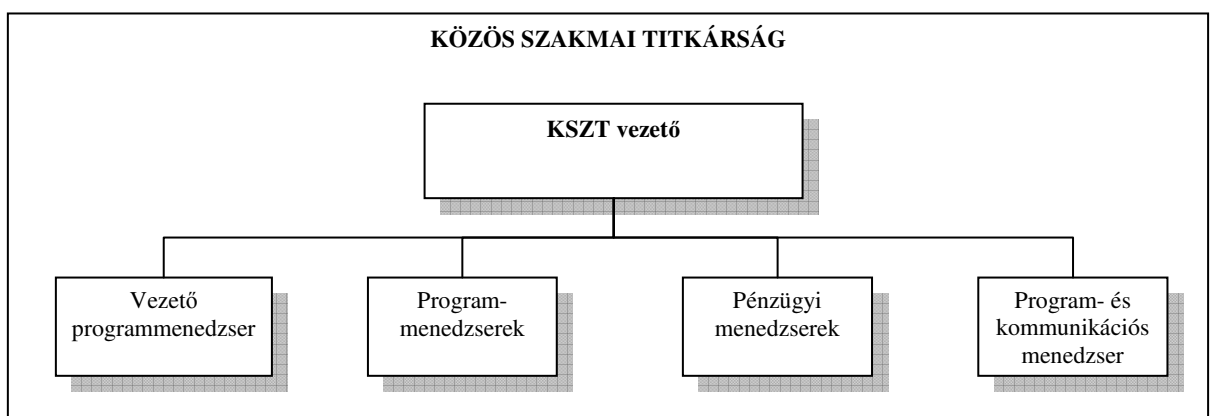 KÖZÖS SZAKMAI TITKÁRSÁG
KSZT vezető
Vezető
programmenedzser
Program-
menedzserek
Pénzügyi
menedzserek
Program- és
kommunikációs
menedzser